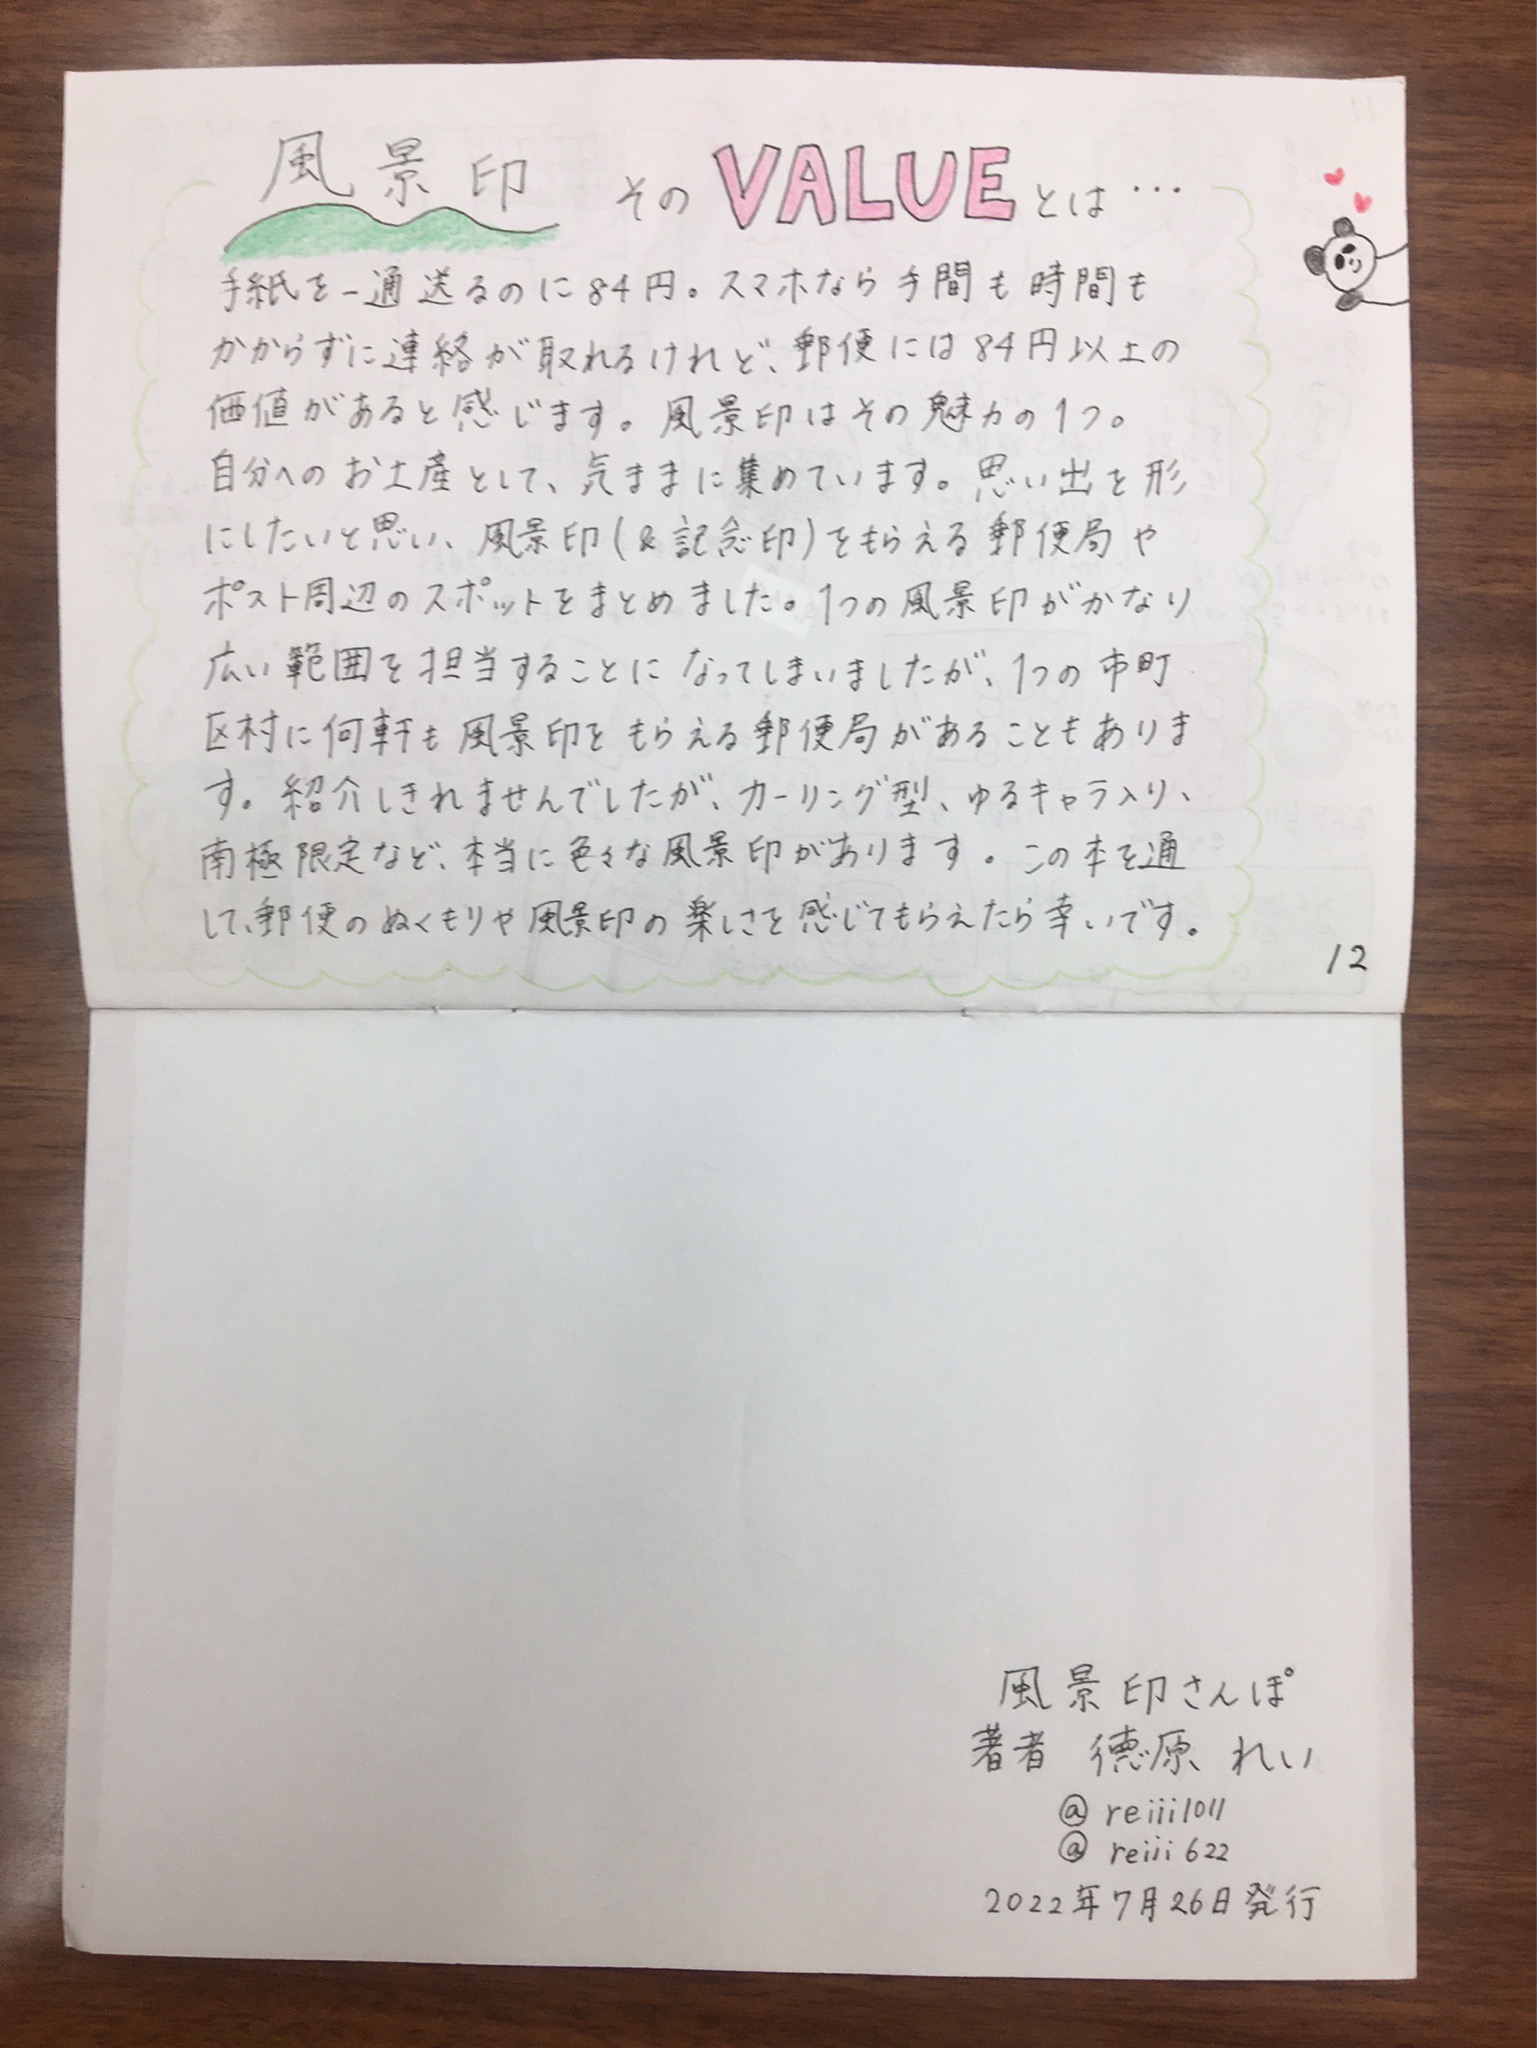 風景印 そのVALUEとは…
手紙を一通送るのに84円。スマホなら手間も時間も
かからずに連絡が取れるけれど、郵便には84円以上の
価値があると感じます。風景印はその魅力の1つ。
自分へのお土産として、気ままに集めています。思い出を形
にしたいと思い、風景印(&記念印)をもらえる郵便局や
ポスト周辺のスポットをまとめました。1つの風景印がかなり
広い範囲を担当することになってしまいましたが、1つの市町
区村に何軒も風景印をもらえる郵便局があることもありま
す。紹介しきれませんでしたが、カーリング型、ゆるキャラ入り、
南極限定など、本当に色々な風景印があります。この本を通
して、郵便のぬくもりや風景印の楽しさを感じてもらえたら幸いです。
12
風景印さんぽ
著者 徳原 れい
@reiii1011
@reiii622
2022年7月26日発行